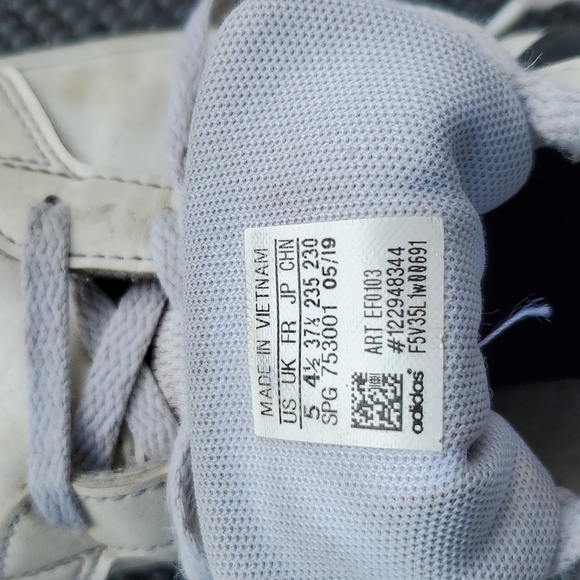 MADE IN VIETNAM
US UK FR JP CHN
5 4½ 37⅓ 235 230
SPG 753001 05/19
ART EF0103
#122948344
F5V35L1W00691
adidas